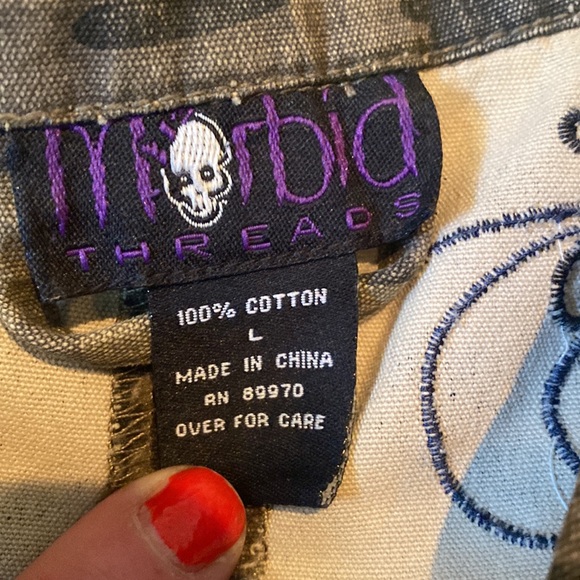 Morbid
THREADS
100% COTTON
L
MADE IN CHINA
RN 89970
OVER FOR CARE